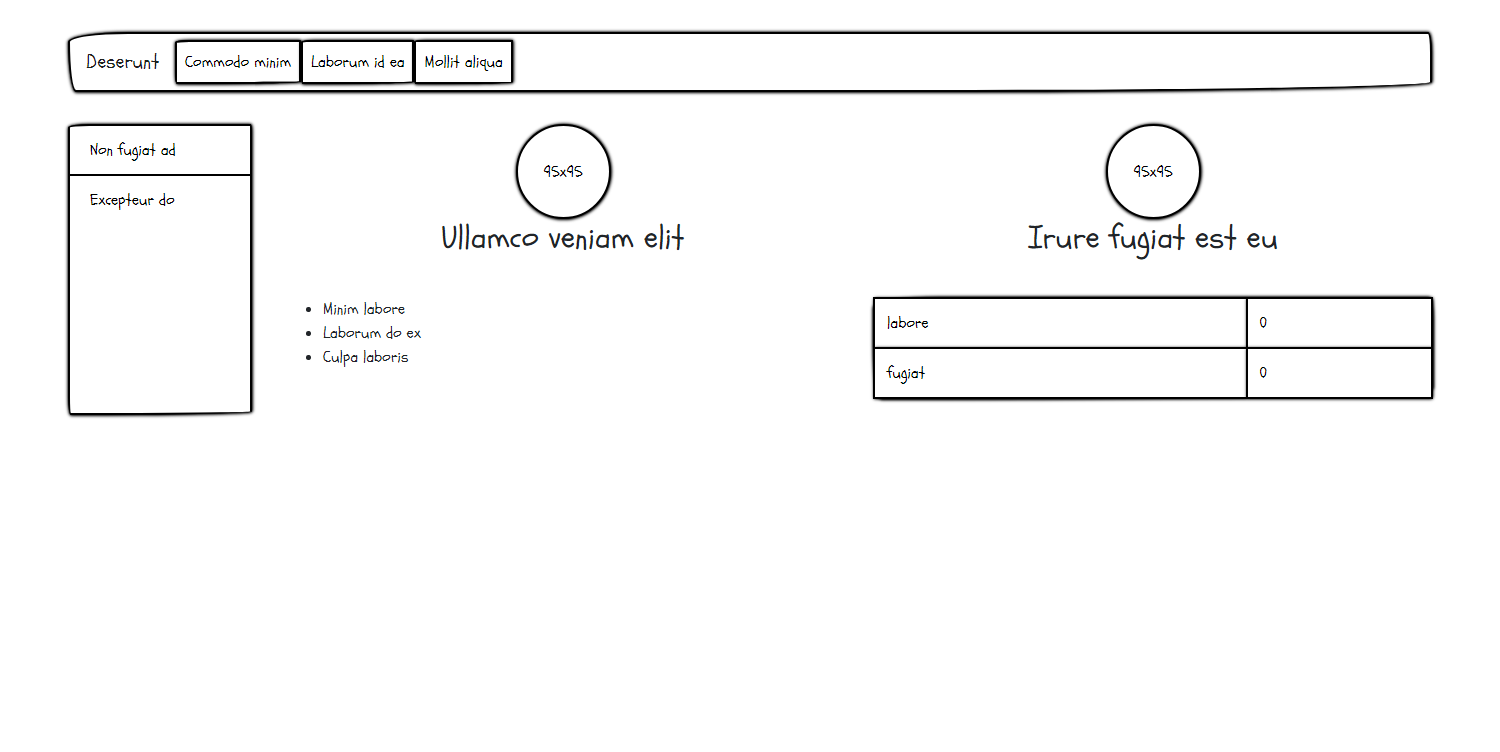 Deserunt Commodo minim Laborum id ea Mollit aliqua
Non fugiat ad
Excepteur do
95x95
Ullamco veniam elit
Minim labore
Laborum do ex
Culpa laboris
95x95
Irure fugiat est eu
labore 0
fugiat 0